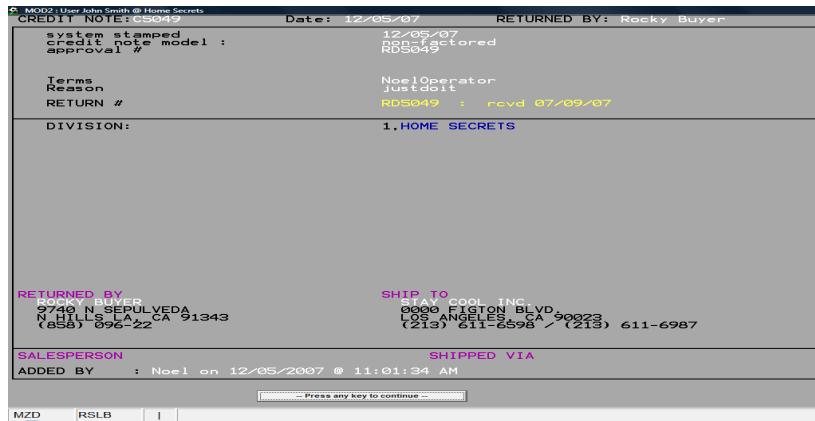 MOD2 : User John Smith @ Home Secrets
CREDIT NOTE:C5049 Date: 12/05/07 RETURNED BY: Rocky Buyer
system stamped 12/05/07
credit note model : non-factored
approval # RD5049
Terms NoelOperator
Reason justdoit
RETURN # RD5049 : rcvd 07/09/07
DIVISION: 1.HOME SECRETS
RETURNED BY SHIP TO
ROCKY BUYER STAY COOL INC.
9740 N SEPULVEDA 0000 FIGTON BLVD.
N HILLS LA, CA 91343 LOS ANGELES, CA 90023
(858) 096-22 (213) 611-6598 / (213) 611-6987
SALESPERSON SHIPPED VIA
ADDED BY : Noel on 12/05/2007 @ 11:01:34 AM
-- Press any key to continue --
MZD RSLB |